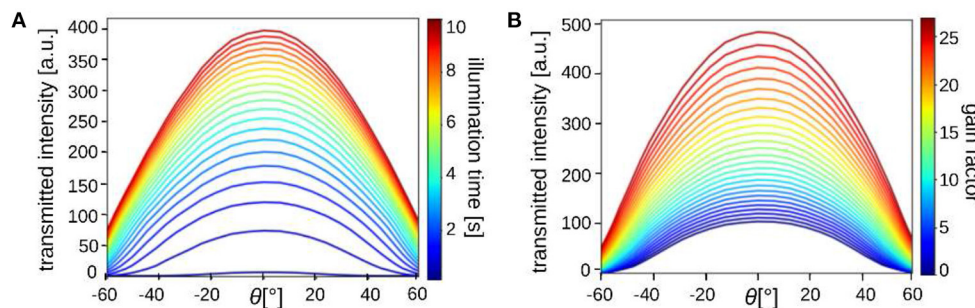 A
transmitted intensity [a.u.]
400
350
300
250
200
150
100
50
0
-60 -40 -20 0 20 40 60
θ[°]
10
8
6
4
2
illumination time [s]
B
transmitted intensity [a.u.]
500
400
300
200
100
0
-60 -40 -20 0 20 40 60
θ[°]
25
20
15
10
5
0
gain factor